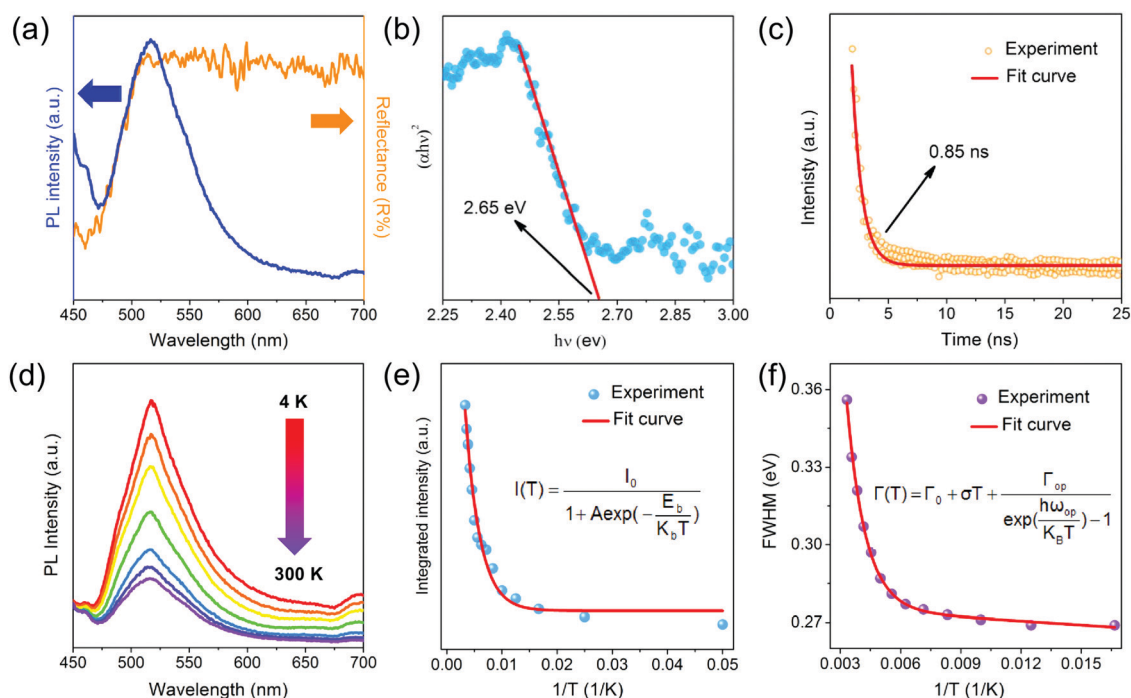 (a)
PL intensity (a.u.)
Reflectance (R%)
450 500 550 600 650 700
Wavelength (nm)
(b)
(αhν)²
2.65 eV
2.25 2.40 2.55 2.70 2.85 3.00
hν (ev)
(c)
Experiment
Fit curve
0.85 ns
Intenisty (a.u.)
0 5 10 15 20 25
Time (ns)
(d)
4 K
300 K
PL Intensity (a.u.)
450 500 550 600 650 700
Wavelength (nm)
(e)
Experiment
Fit curve
I(T) = I₀ / (1 + Aexp(-E_b / K_bT))
Integrated intensity (a.u.)
0.00 0.01 0.02 0.03 0.04 0.05
1/T (1/K)
(f)
Experiment
Fit curve
Γ(T) = Γ₀ + σT + Γ_op / (exp(ħω_op / K_BT) - 1)
FWHM (eV)
0.36
0.33
0.30
0.27
0.003 0.006 0.009 0.012 0.015
1/T (1/K)